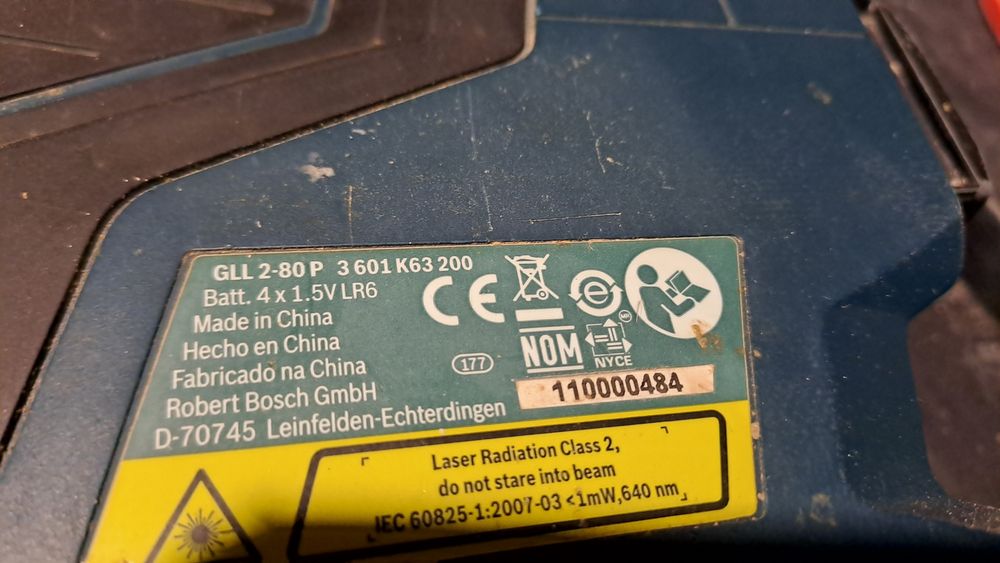 GLL 2-80 P 3 601 K63 200
Batt. 4 x 1.5V LR6
Made in China
Hecho en China
Fabricado na China
Robert Bosch GmbH
D-70745 Leinfelden-Echterdingen
CE
177
NOM
MR
NYCE
110000484
Laser Radiation Class 2,
do not stare into beam
IEC 60825-1:2007-03 <1mW, 640 nm